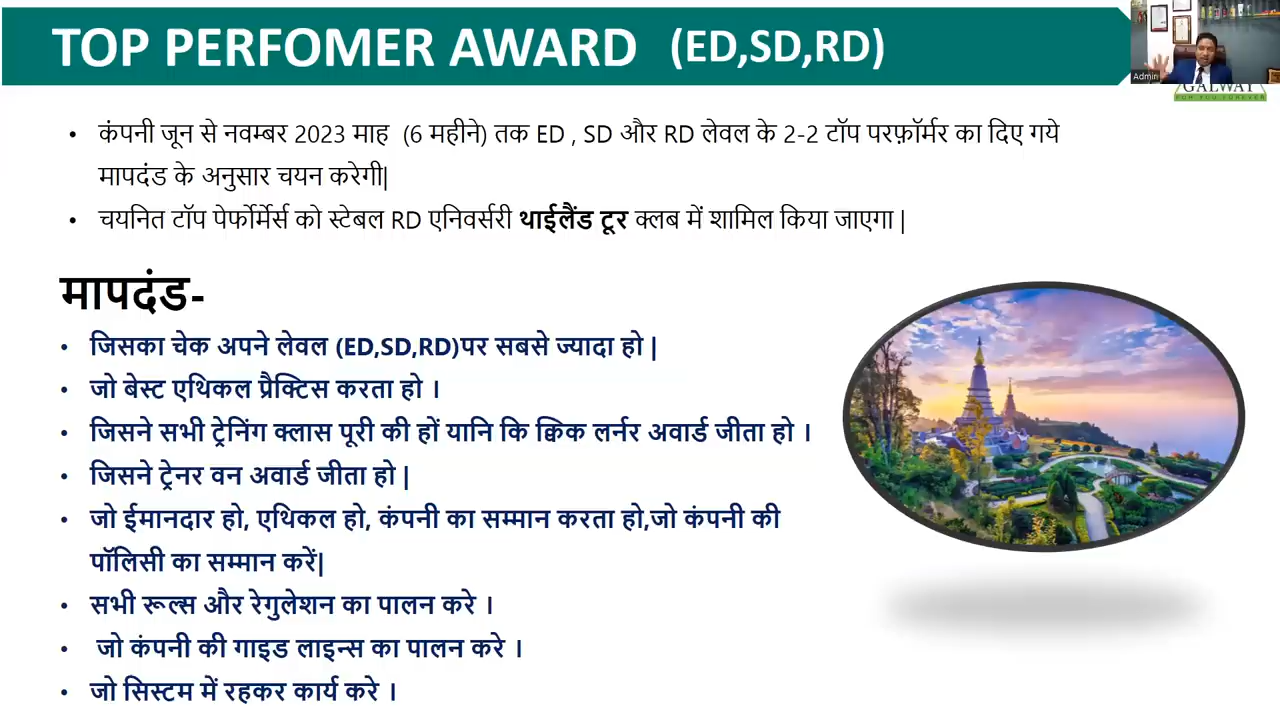 TOP PERFOMER AWARD (ED,SD,RD)
Admin
GALWAY
FOR YOU FOREVER
• कंपनी जून से नवम्बर 2023 माह (6 महीने) तक ED , SD और RD लेवल के 2-2 टॉप परफ़ॉर्मर का दिए गये
मापदंड के अनुसार चयन करेगी|
• चयनित टॉप पेर्फोर्मेर्स को स्टेबल RD एनिवर्सरी थाईलैंड टूर क्लब में शामिल किया जाएगा |
मापदंड-
• जिसका चेक अपने लेवल (ED,SD,RD)पर सबसे ज्यादा हो |
• जो बेस्ट एथिकल प्रैक्टिस करता हो ।
• जिसने सभी ट्रेनिंग क्लास पूरी की हों यानि कि क्विक लर्नर अवार्ड जीता हो ।
• जिसने ट्रेनर वन अवार्ड जीता हो |
• जो ईमानदार हो, एथिकल हो, कंपनी का सम्मान करता हो,जो कंपनी की
पॉलिसी का सम्मान करें|
• सभी रूल्स और रेगुलेशन का पालन करे ।
• जो कंपनी की गाइड लाइन्स का पालन करे ।
• जो सिस्टम में रहकर कार्य करे ।